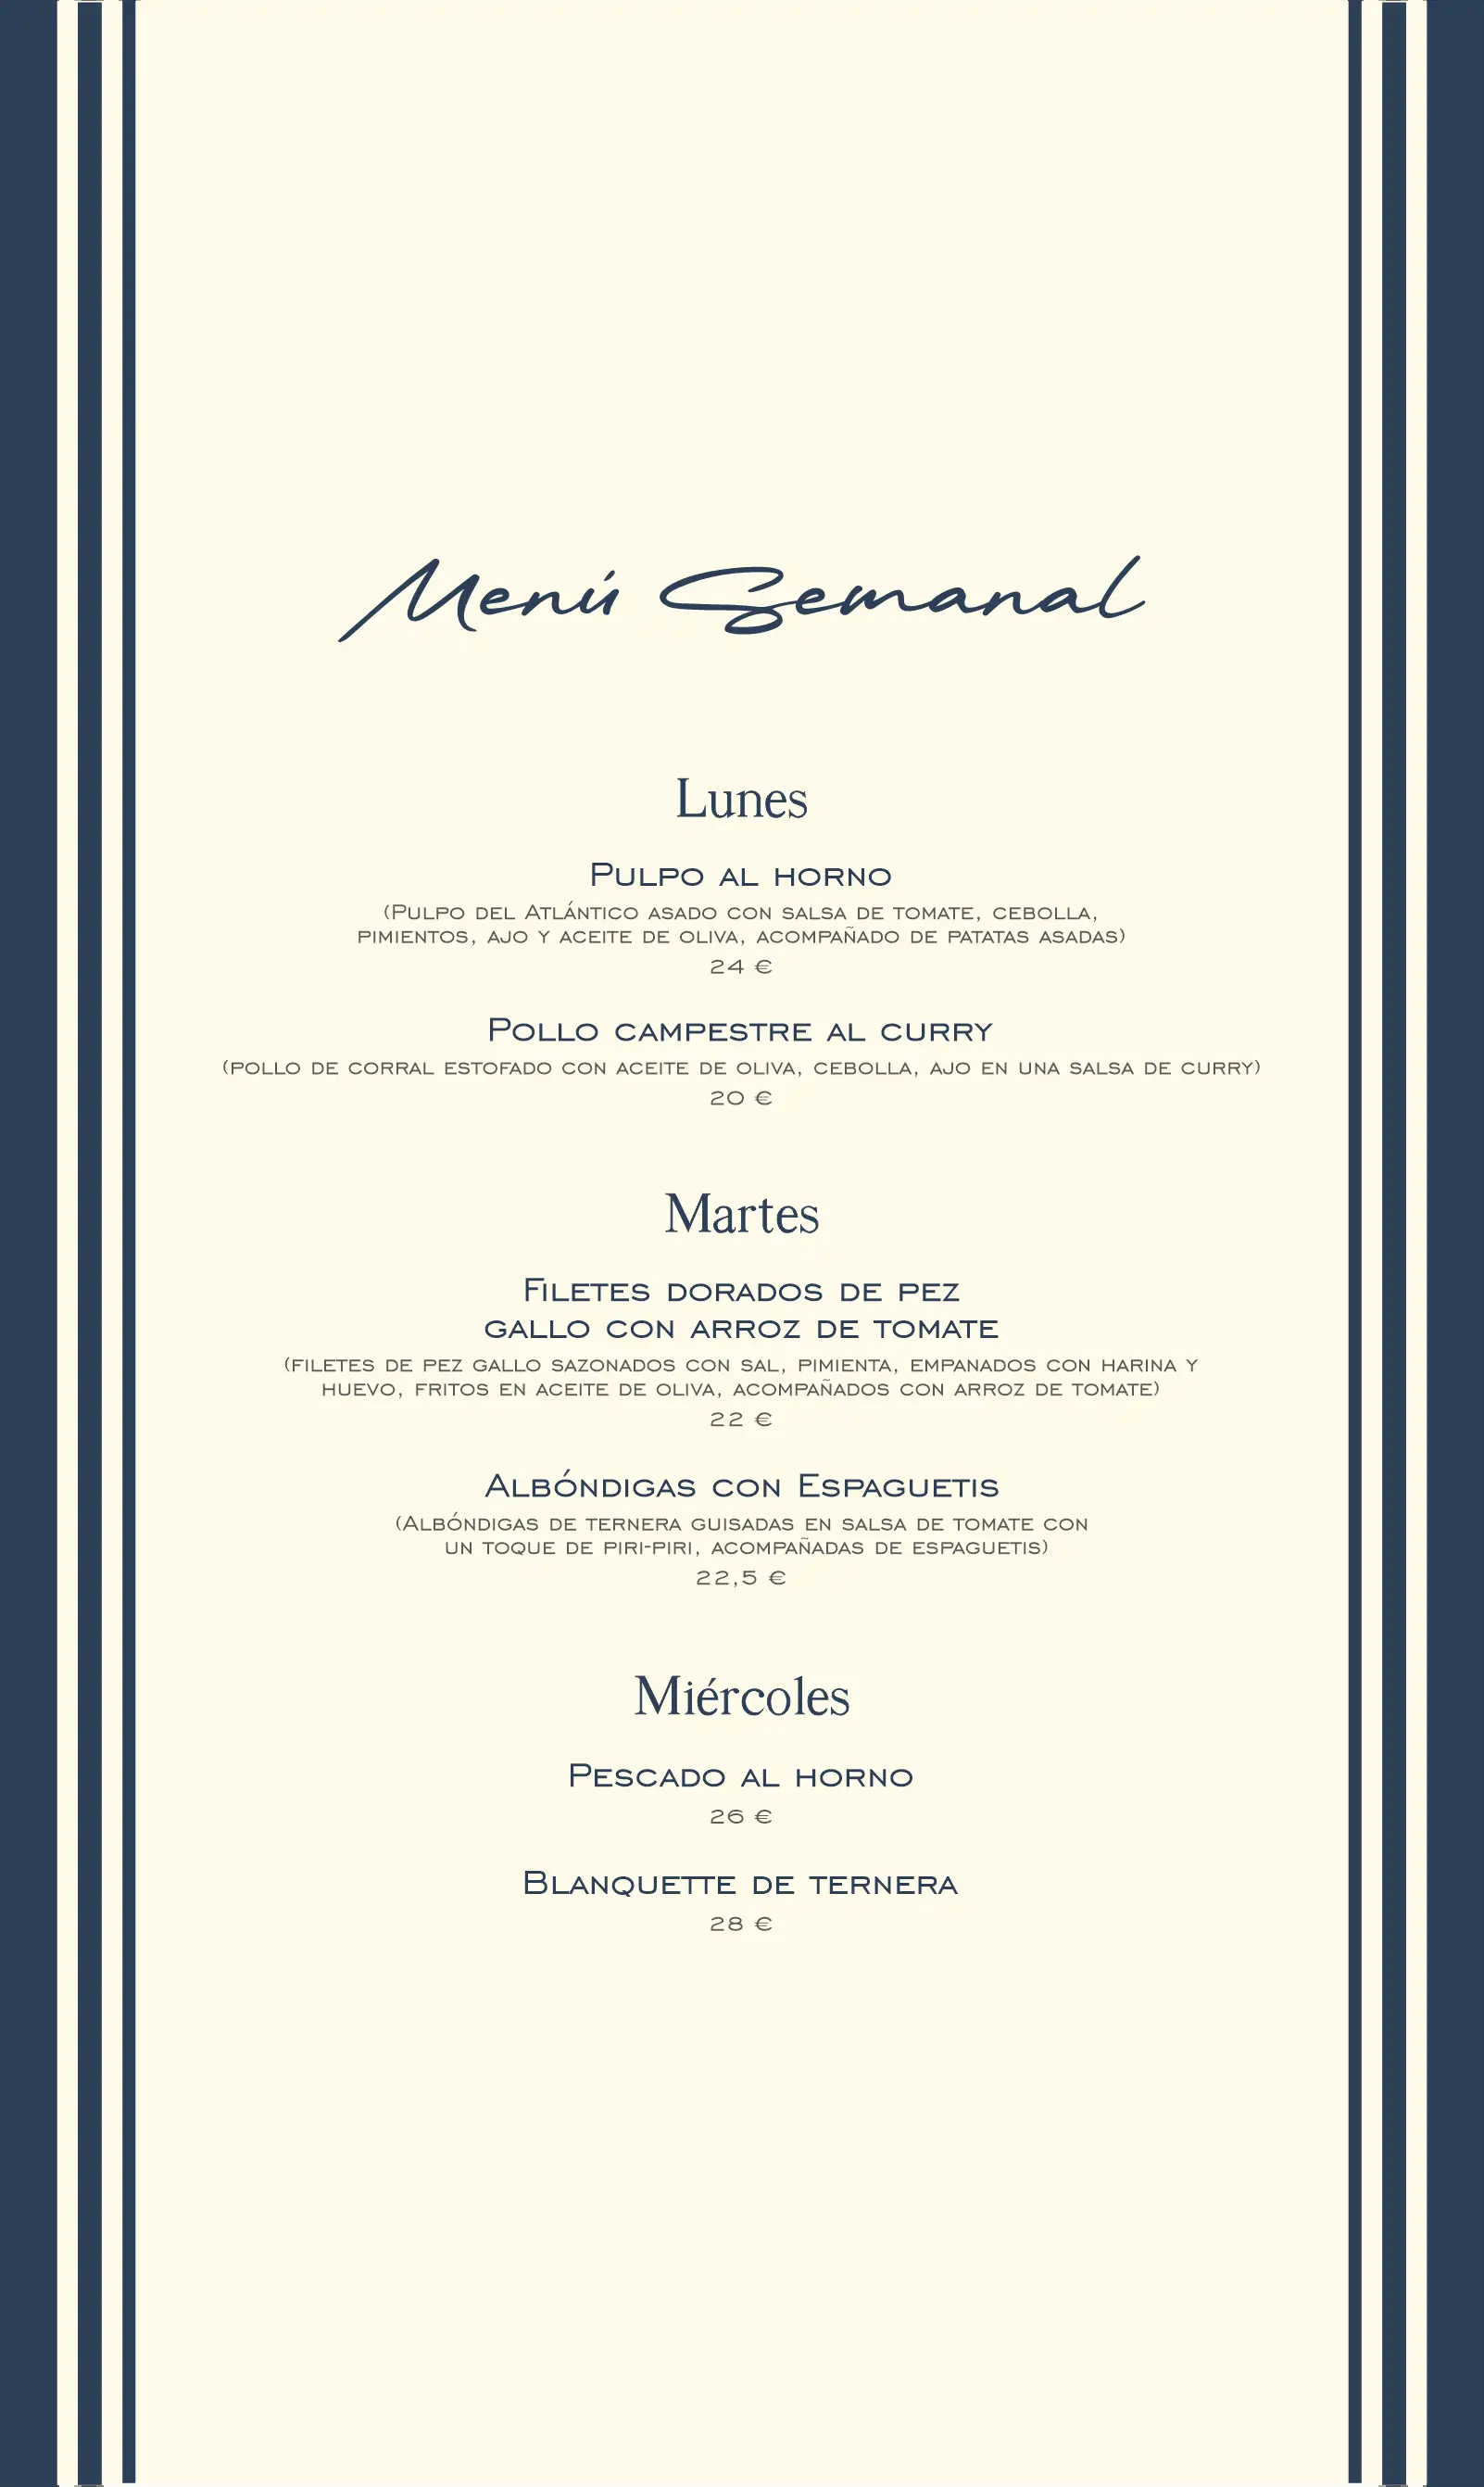 Menú Semanal
Lunes
Pulpo al horno
(Pulpo del Atlántico asado con salsa de tomate, cebolla,
pimientos, ajo y aceite de oliva, acompañado de patatas asadas)
24 €
Pollo campestre al curry
(pollo de corral estofado con aceite de oliva, cebolla, ajo en una salsa de curry)
20 €
Martes
Filetes dorados de pez
gallo con arroz de tomate
(filetes de pez gallo sazonados con sal, pimienta, empanados con harina y
huevo, fritos en aceite de oliva, acompañados con arroz de tomate)
22 €
Albóndigas con Espaguetis
(Albóndigas de ternera guisadas en salsa de tomate con
un toque de piri-piri, acompañadas de espaguetis)
22,5 €
Miércoles
Pescado al horno
26 €
Blanquette de ternera
28 €